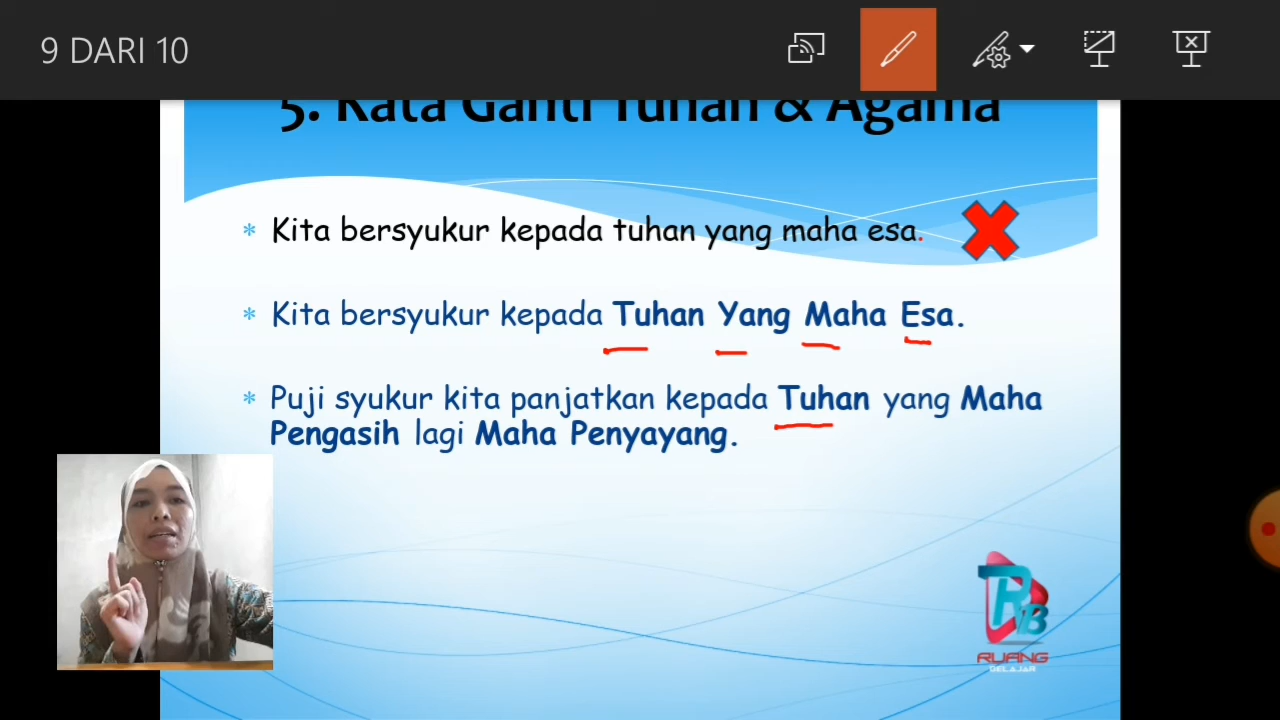 9 DARI 10
5. Kata Ganti Tuhan & Agama
* Kita bersyukur kepada tuhan yang maha esa.
* Kita bersyukur kepada Tuhan Yang Maha Esa.
* Puji syukur kita panjatkan kepada Tuhan yang Maha
Pengasih lagi Maha Penyayang.
RB
RUANG
BELAJAR